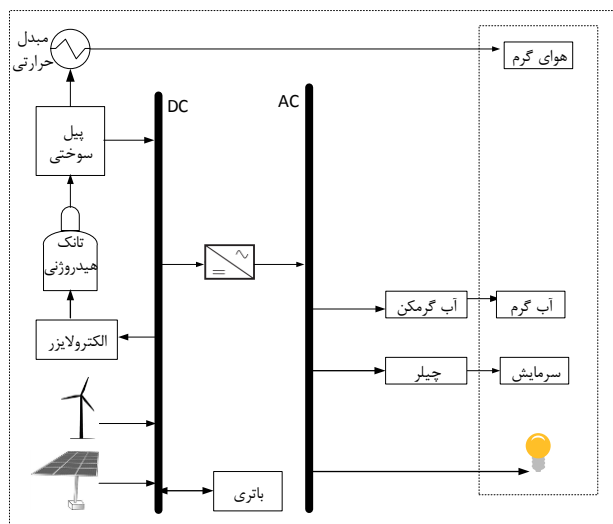 مبدل
حرارتی
هوای گرم
DC
AC
پیل
سوختی
تانک
هیدروژنی
آب گرمکن
آب گرم
الکترولایزر
چیلر
سرمایش
باتری